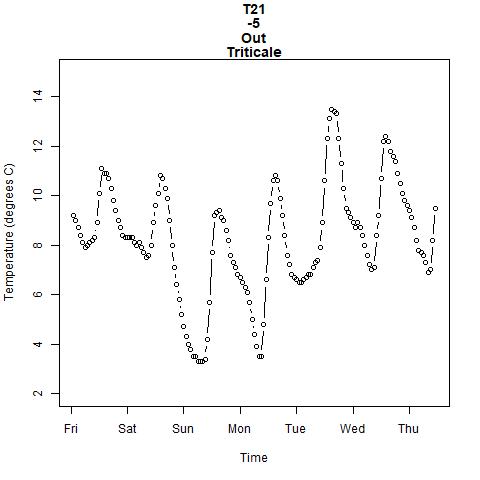 T21
-5
Out
Triticale
Temperature (degrees C)
14
12
10
8
6
4
2
Fri Sat Sun Mon Tue Wed Thu
Time